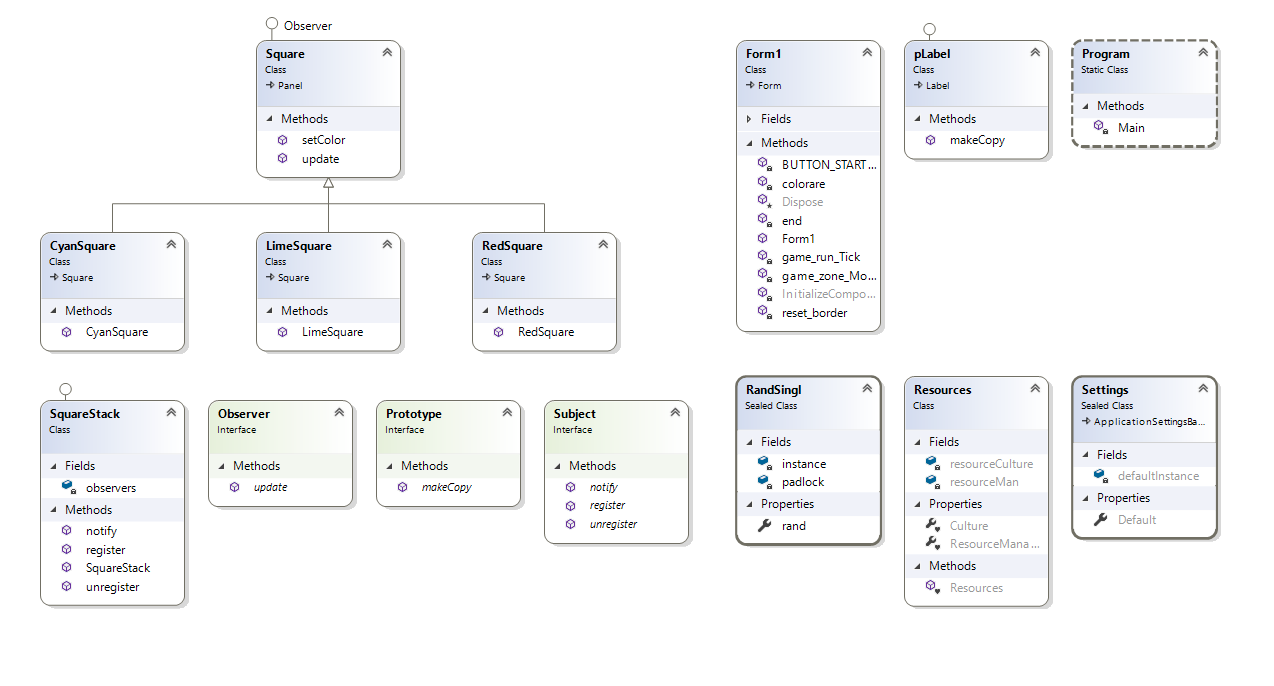 Observer
Square
Class
Panel
Methods
setColor
update
CyanSquare
Class
Square
Methods
CyanSquare
LimeSquare
Class
Square
Methods
LimeSquare
RedSquare
Class
Square
Methods
RedSquare
SquareStack
Class
Fields
observers
Methods
notify
register
SquareStack
unregister
Observer
Interface
Methods
update
Prototype
Interface
Methods
makeCopy
Subject
Interface
Methods
notify
register
unregister
Form1
Class
Form
Fields
Methods
BUTTON_START...
colorare
Dispose
end
Form1
game_run_Tick
game_zone_Mo...
InitializeCompo...
reset_border
pLabel
Class
Label
Methods
makeCopy
Program
Static Class
Methods
Main
RandSingl
Sealed Class
Fields
instance
padlock
Properties
rand
Resources
Class
Fields
resourceCulture
resourceMan
Properties
Culture
ResourceMana...
Methods
Resources
Settings
Sealed Class
ApplicationSettingsBa...
Fields
defaultInstance
Properties
Default